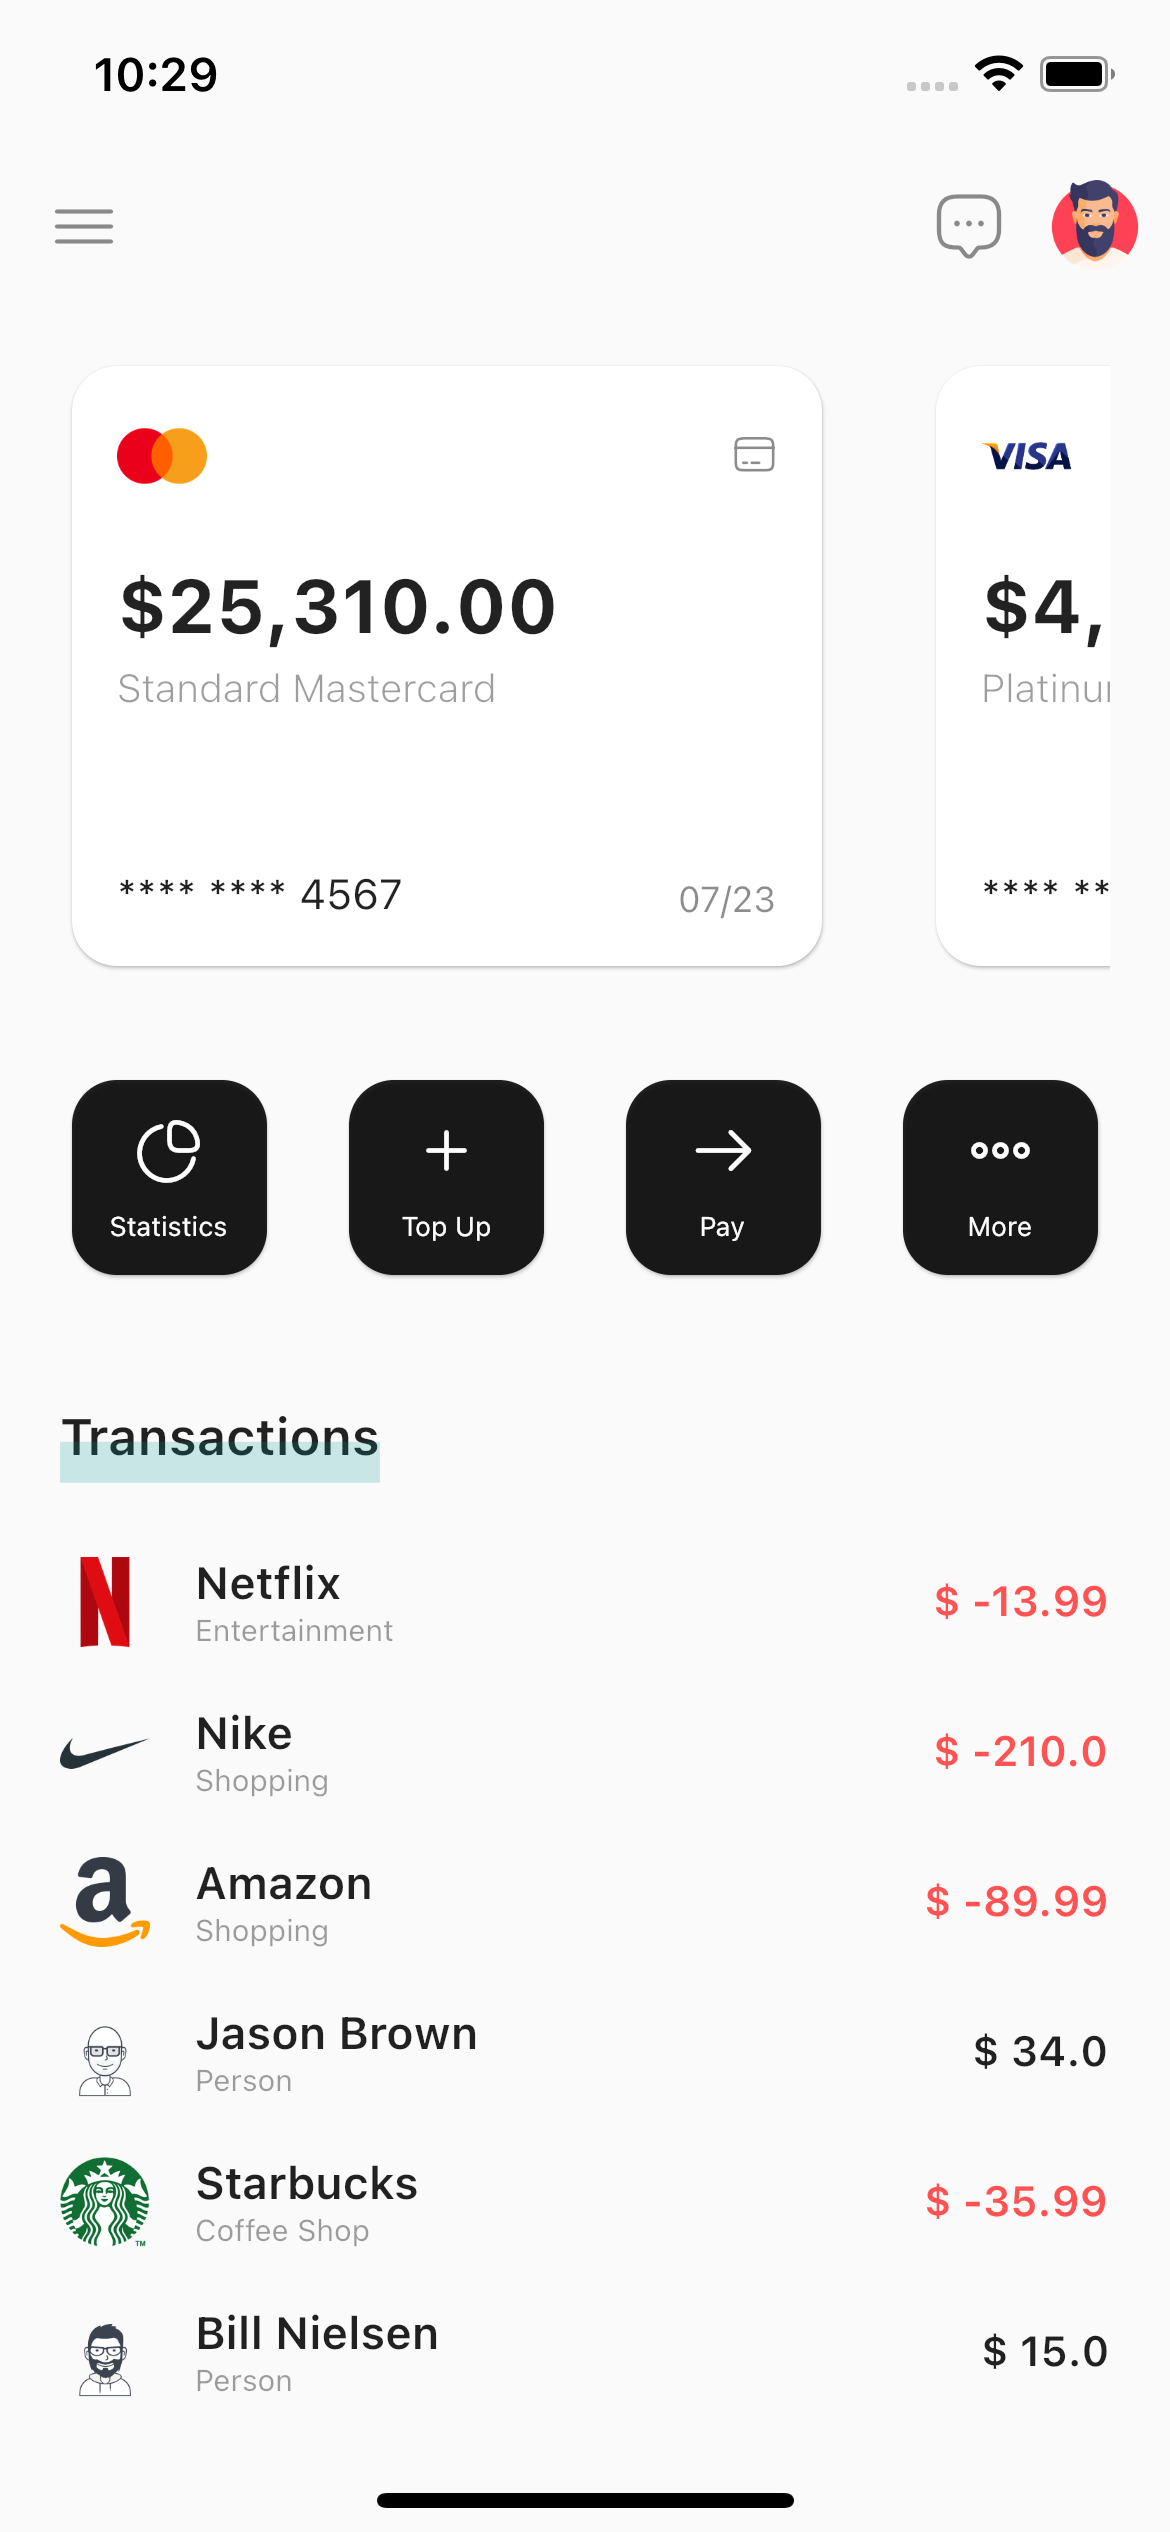 10:29
VISA
$25,310.00
$4,
Standard Mastercard
**** **** 4567
07/23
**** **
Statistics
Top Up
Pay
More
Transactions
Netflix
Entertainment
$ -13.99
Nike
Shopping
$ -210.0
a
Amazon
Shopping
$ -89.99
Jason Brown
Person
$ 34.0
Starbucks
Coffee Shop
$ -35.99
TM
Bill Nielsen
Person
$ 15.0